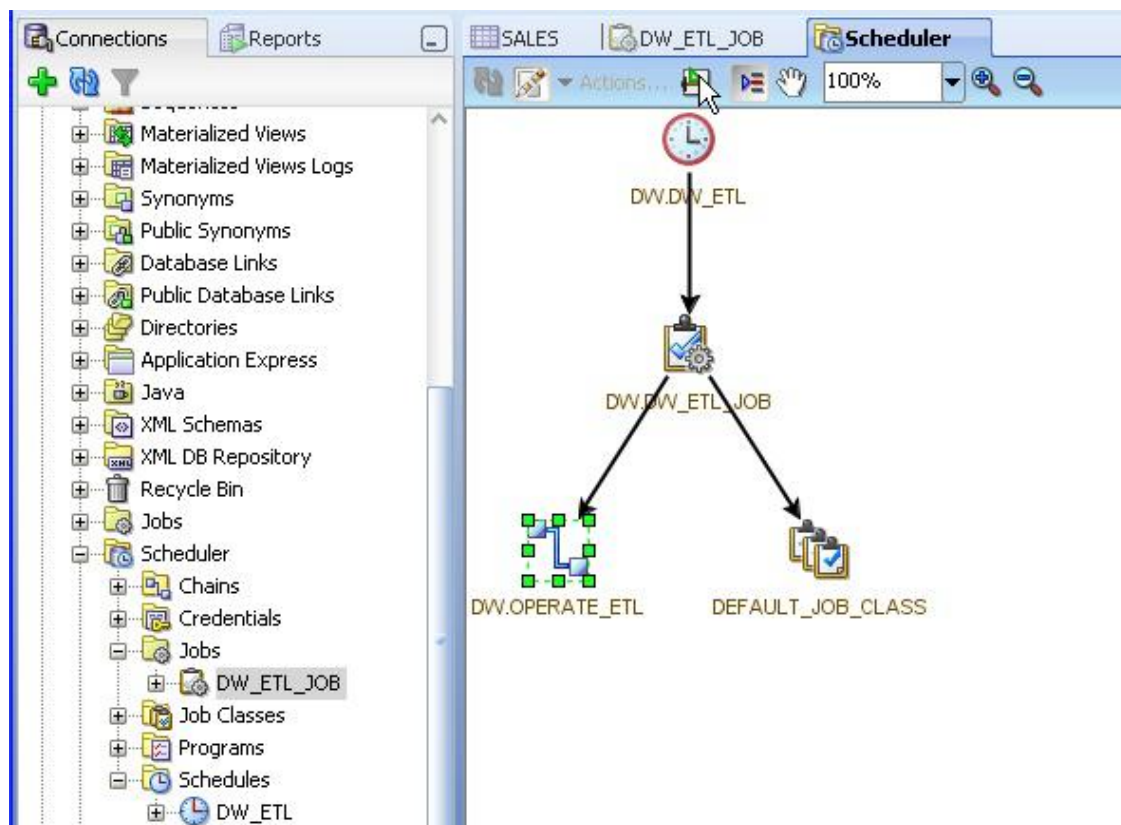 Connections
Reports
SALES
DW_ETL_JOB
Scheduler
Actions...
100%
Sequences
Materialized Views
Materialized Views Logs
Synonyms
Public Synonyms
Database Links
Public Database Links
Directories
Application Express
Java
XML Schemas
XML DB Repository
Recycle Bin
Jobs
Scheduler
Chains
Credentials
Jobs
DW_ETL_JOB
Job Classes
Programs
Schedules
DW_ETL
DW.DW_ETL
DW.DW_ETL_JOB
DW.OPERATE_ETL
DEFAULT_JOB_CLASS